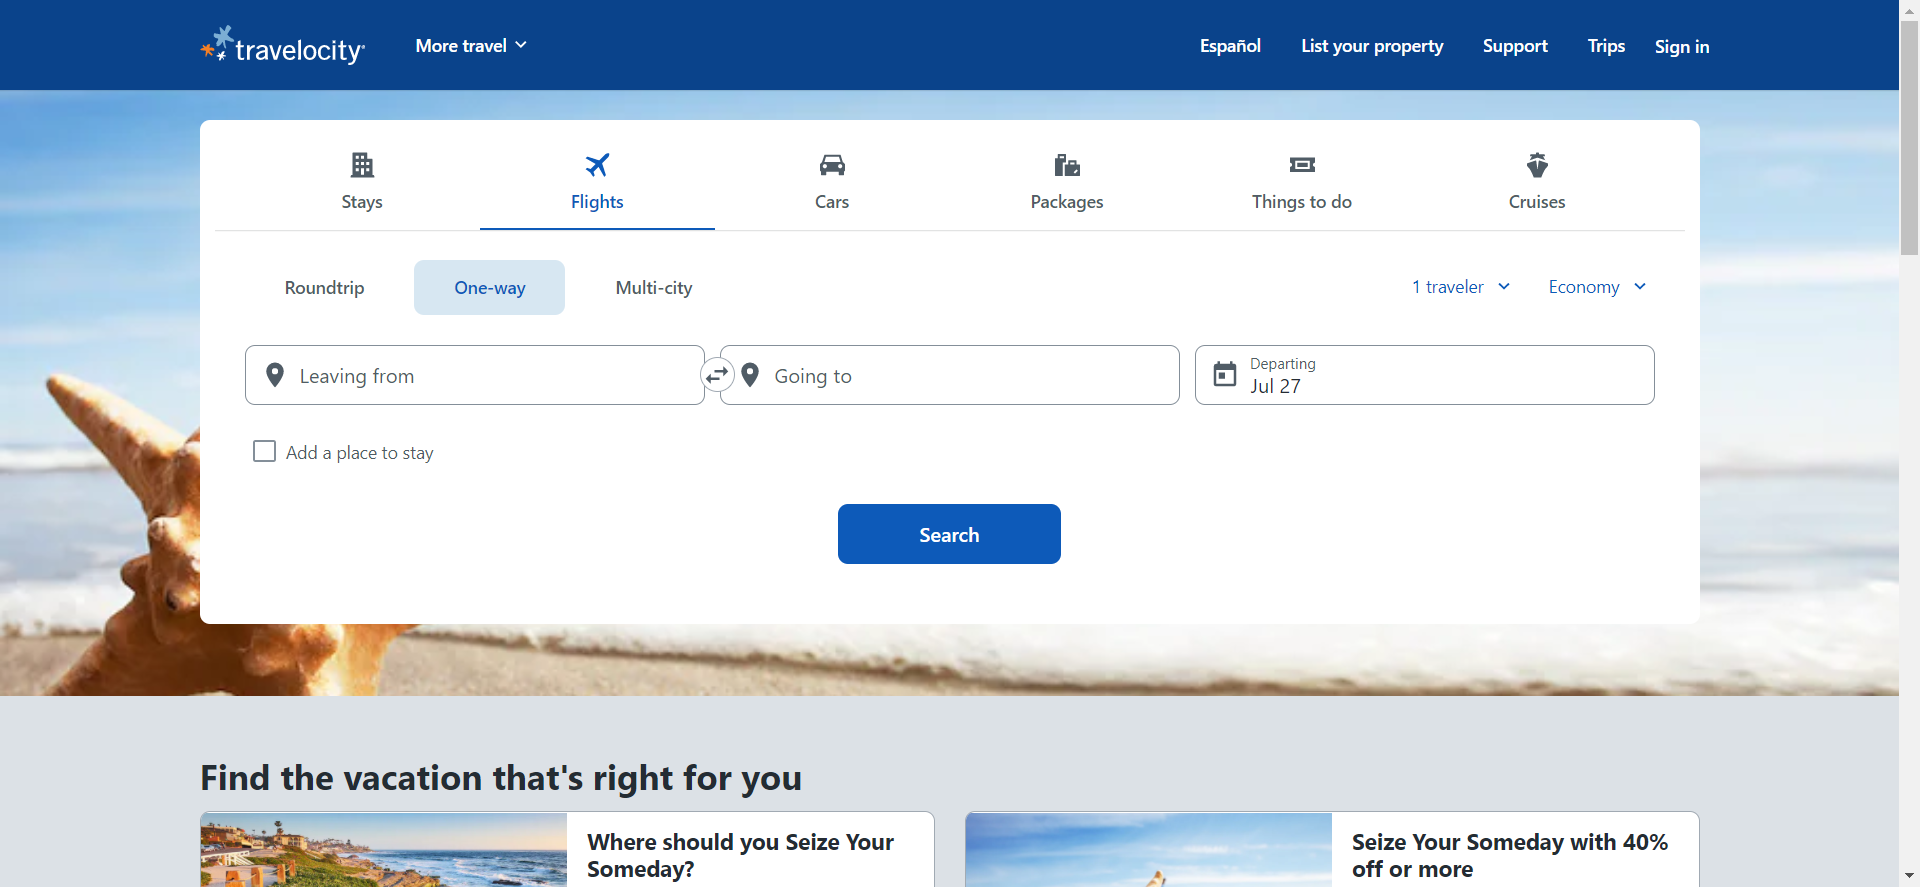 travelocity
More travel
Español
List your property
Support
Trips
Sign in
Stays
Flights
Cars
Packages
Things to do
Cruises
Roundtrip
One-way
Multi-city
1 traveler
Economy
Leaving from
Going to
Departing
Jul 27
Add a place to stay
Search
Find the vacation that's right for you
Where should you Seize Your
Someday?
Seize Your Someday with 40%
off or more